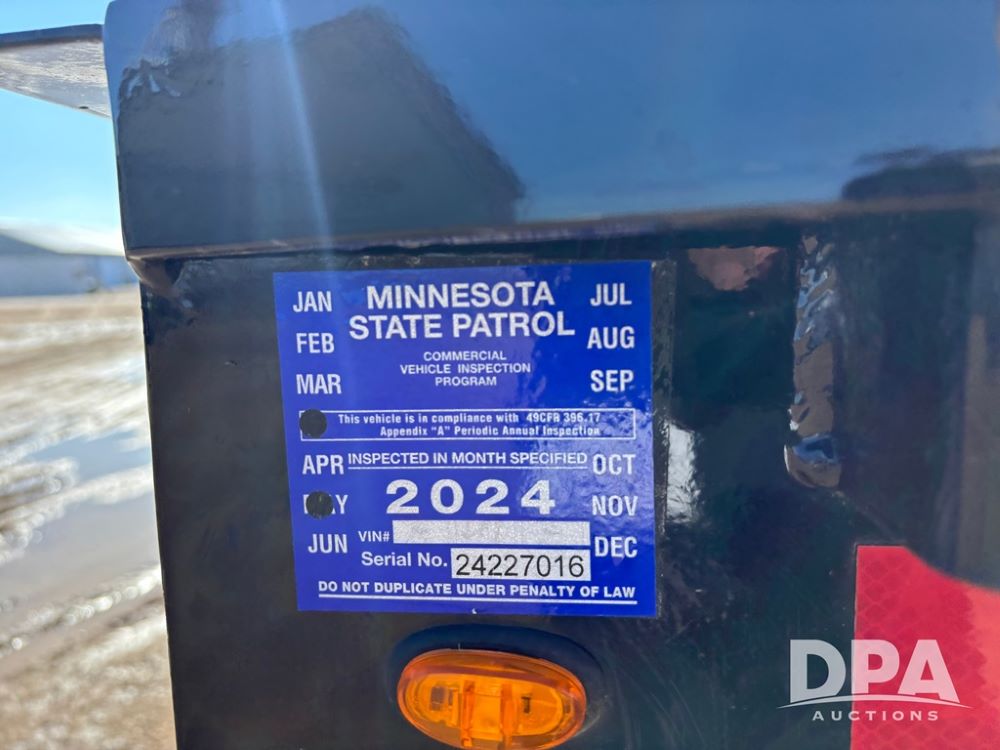 JAN
FEB
MAR
MINNESOTA
STATE PATROL
COMMERCIAL
VEHICLE INSPECTION
PROGRAM
JUL
AUG
SEP
This vehicle is in compliance with 49CFR 396.17
Appendix "A" Periodic Annual Inspection
APR
INSPECTED IN MONTH SPECIFIED
OCT
2024
NOV
JUN
VIN#
DEC
Serial No. 24227016
DO NOT DUPLICATE UNDER PENALTY OF LAW
DPA
AUCTIONS